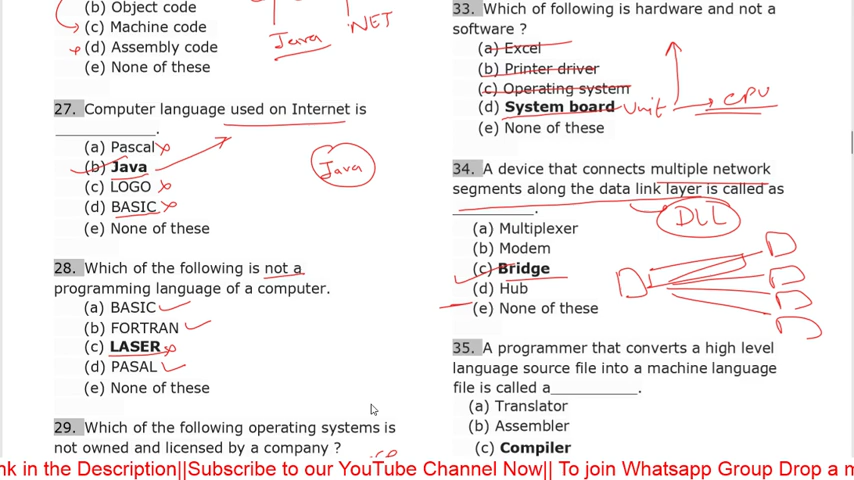 (b) Object code
(c) Machine code
(d) Assembly code
(e) None of these
Java
NET
27. Computer language used on Internet is
____________.
(a) Pascal
(b) Java
(c) LOGO
(d) BASIC
(e) None of these
Java
28. Which of the following is not a
programming language of a computer.
(a) BASIC
(b) FORTRAN
(c) LASER
(d) PASAL
(e) None of these
29. Which of the following operating systems is
not owned and licensed by a company ?
33. Which of following is hardware and not a
software ?
(a) Excel
(b) Printer driver
(c) Operating system
(d) System board Unit CPU
(e) None of these
34. A device that connects multiple network
segments along the data link layer is called as
__________.
DLL
(a) Multiplexer
(b) Modem
(c) Bridge
(d) Hub
(e) None of these
35. A programmer that converts a high level
language source file into a machine language
file is called a___________.
(a) Translator
(b) Assembler
(c) Compiler
nk in the Description||Subscribe to our YouTube Channel Now|| To join Whatsapp Group Drop a m